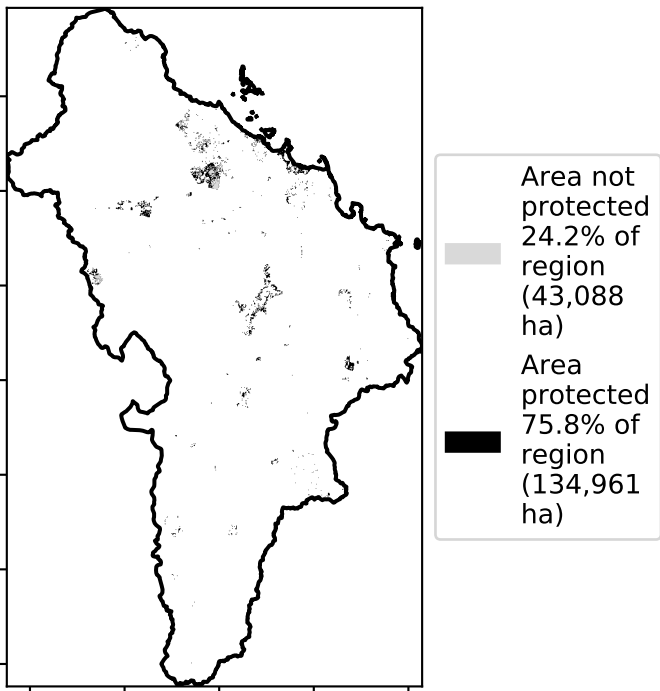 Area not
protected
24.2% of
region
(43,088
ha)
Area
protected
75.8% of
region
(134,961
ha)